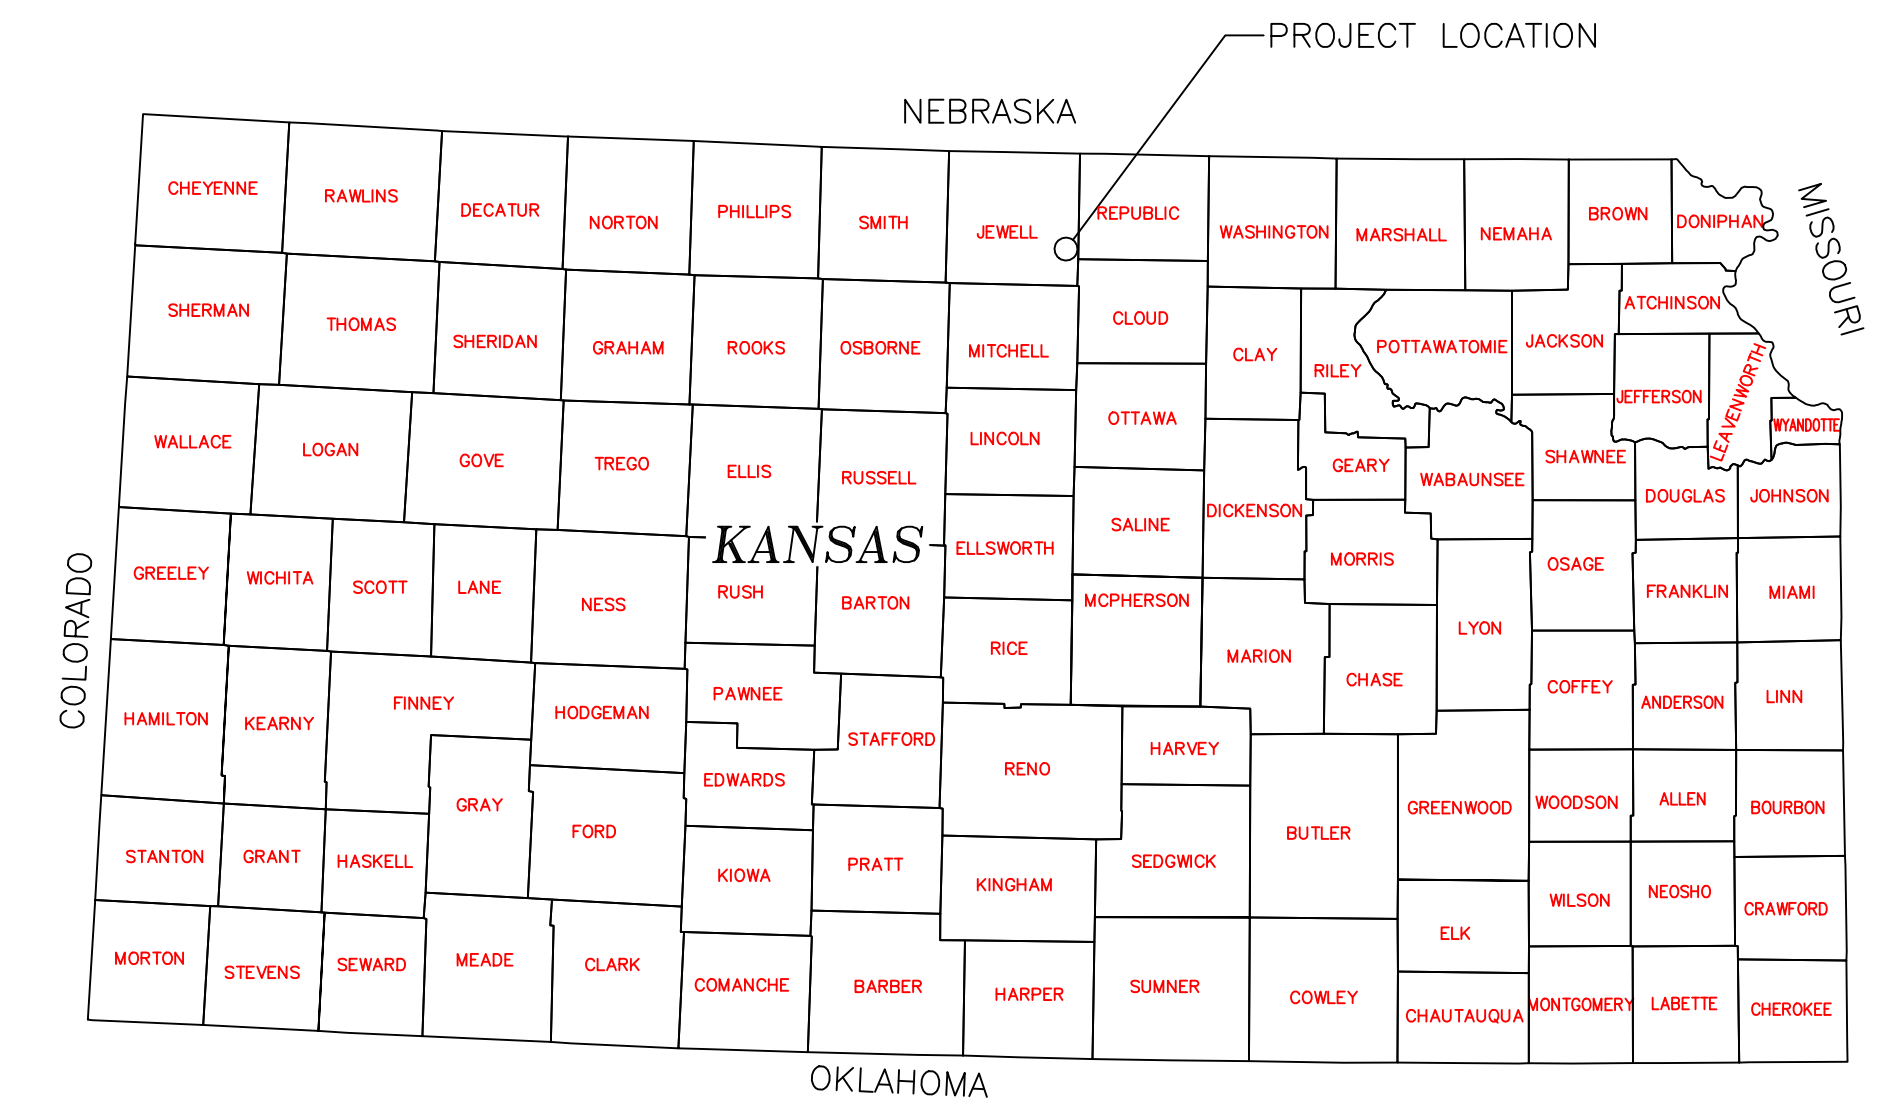 PROJECT LOCATION
NEBRASKA
MISSOURI
CHEYENNE
RAWLINS
DECATUR
NORTON
PHILLIPS
SMITH
JEWELL
REPUBLIC
WASHINGTON
MARSHALL
NEMAHA
BROWN
DONIPHAN
SHERMAN
THOMAS
SHERIDAN
GRAHAM
ROOKS
OSBORNE
MITCHELL
CLOUD
CLAY
RILEY
POTTAWATOMIE
JACKSON
ATCHINSON
JEFFERSON
LEAVENWORTH
WYANDOTTE
WALLACE
LOGAN
GOVE
TREGO
ELLIS
RUSSELL
LINCOLN
OTTAWA
DICKENSON
GEARY
WABAUNSEE
SHAWNEE
DOUGLAS
JOHNSON
KANSAS
ELLSWORTH
SALINE
MORRIS
OSAGE
FRANKLIN
MIAMI
COLORADO
GREELEY
WICHITA
SCOTT
LANE
NESS
RUSH
BARTON
RICE
MCPHERSON
MARION
CHASE
LYON
COFFEY
ANDERSON
LINN
HAMILTON
KEARNY
FINNEY
HODGEMAN
PAWNEE
STAFFORD
EDWARDS
RENO
HARVEY
GRAY
FORD
BUTLER
GREENWOOD
WOODSON
ALLEN
BOURBON
STANTON
GRANT
HASKELL
KIOWA
PRATT
KINGHAM
SEDGWICK
ELK
WILSON
NEOSHO
CRAWFORD
MORTON
STEVENS
SEWARD
MEADE
CLARK
COMANCHE
BARBER
HARPER
SUMNER
COWLEY
CHAUTAUQUA
MONTGOMERY
LABETTE
CHEROKEE
OKLAHOMA